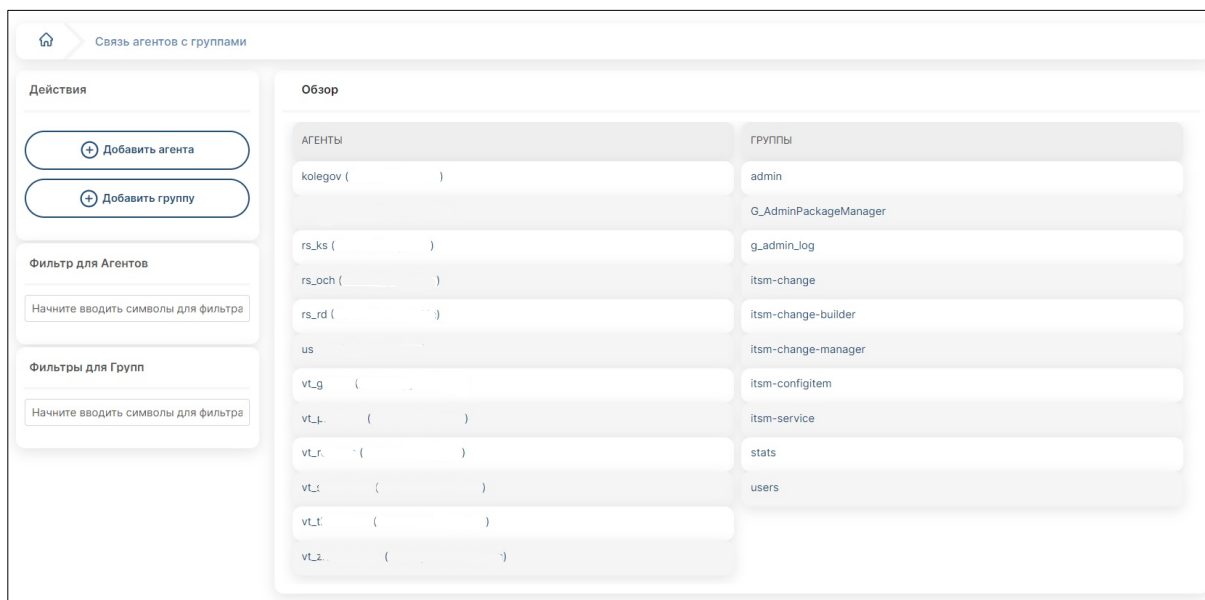 Связь агентов с группами
Действия
Добавить агента
Добавить группу
Фильтр для Агентов
Начните вводить символы для фильтра
Фильтры для Групп
Начните вводить символы для фильтра
Обзор
АГЕНТЫ
kolegov ( )
rs_ks ( )
rs_och ( )
rs_rd ( )
us
vt_g ( )
( )
( )
( )
( )
( )
ГРУППЫ
admin
G_AdminPackageManager
g_admin_log
itsm-change
itsm-change-builder
itsm-change-manager
itsm-configitem
itsm-service
stats
users